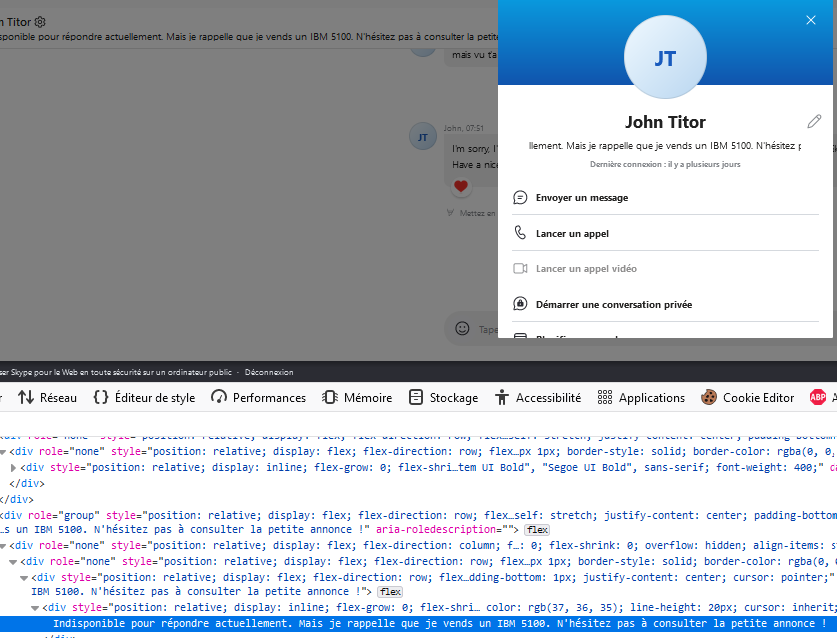 n Titor
sponible pour répondre actuellement. Mais je rappelle que je vends un IBM 5100. N'hésitez pas à consulter la petite
mais vu t'a
JT
John, 07:51
I'm sorry, I'
Have a nice
Mettez en
Tape
JT
John Titor
llement. Mais je rappelle que je vends un IBM 5100. N'hésitez p
Dernière connexion : il y a plusieurs jours
Envoyer un message
Lancer un appel
Lancer un appel vidéo
Démarrer une conversation privée
ser Skype pour le Web en toute sécurité sur un ordinateur public - Déconnexion
r Réseau {} Éditeur de style Performances Mémoire Stockage Accessibilité Applications Cookie Editor ABP A
<div role="none" style="position: relative; display: flex; flex-direction: row; flex…self: stretch; justify-content: center; padding-bottom
<div role="none" style="position: relative; display: flex; flex-direction: row; flex…px 1px; border-style: solid; border-color: rgba(0, 0,
<div style="position: relative; display: inline; flex-grow: 0; flex-shri…tem UI Bold", "Segoe UI Bold", sans-serif; font-weight: 400;" da
</div>
</div>
<div role="group" style="position: relative; display: flex; flex-direction: row; flex…self: stretch; justify-content: center; padding-bottom
…s un IBM 5100. N'hésitez pas à consulter la petite annonce !" aria-roledescription=""> flex
<div role="none" style="position: relative; display: flex; flex-direction: column; f…: 0; flex-shrink: 0; overflow: hidden; align-items: st
<div role="none" style="position: relative; display: flex; flex-direction: row; flex…px 1px; border-style: solid; border-color: rgba(0, 0
<div style="position: relative; display: flex; flex-direction: row; flex…dding-bottom: 1px; justify-content: center; cursor: pointer;"
IBM 5100. N'hésitez pas à consulter la petite annonce !"> flex
<div style="position: relative; display: inline; flex-grow: 0; flex-shri… color: rgb(37, 36, 35); line-height: 20px; cursor: inherit;
Indisponible pour répondre actuellement. Mais je rappelle que je vends un IBM 5100. N'hésitez pas à consulter la petite annonce !
</div>